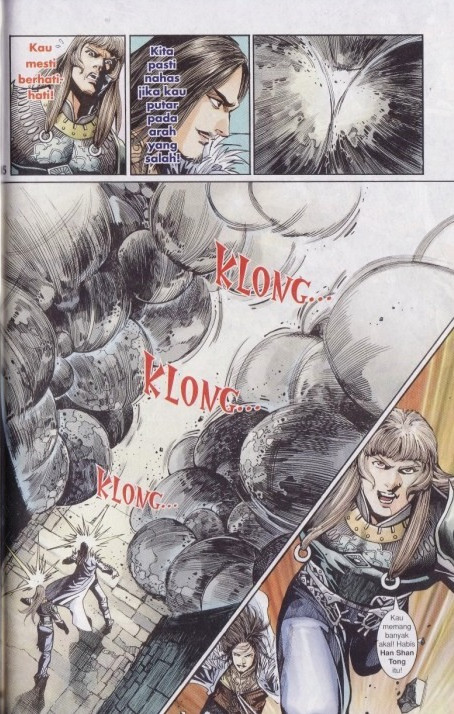 Kau
mesti
berhati-
hati!
Kita
pasti
nahas
jika kau
putar
pada
arah
yang
salah!
KLONG...
KLONG...
KLONG...
Kau
memang
banyak
akal! Habis
Han Shan
Tong
itu!